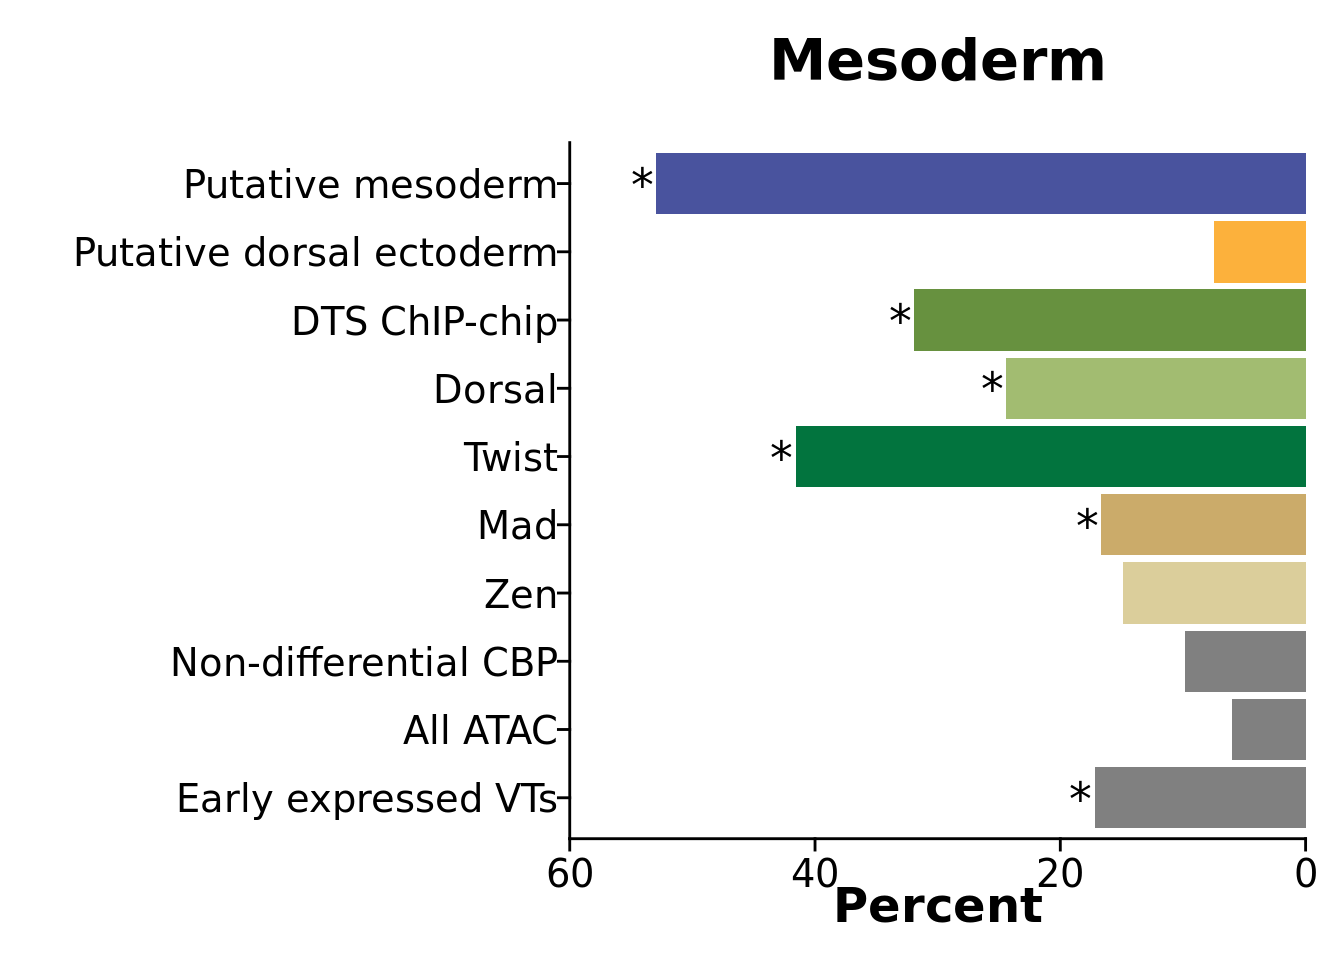 Mesoderm
Putative mesoderm
*
Putative dorsal ectoderm
DTS ChIP-chip
*
Dorsal
*
Twist
*
Mad
*
Zen
Non-differential CBP
All ATAC
Early expressed VTs
*
60 40 20 0
Percent